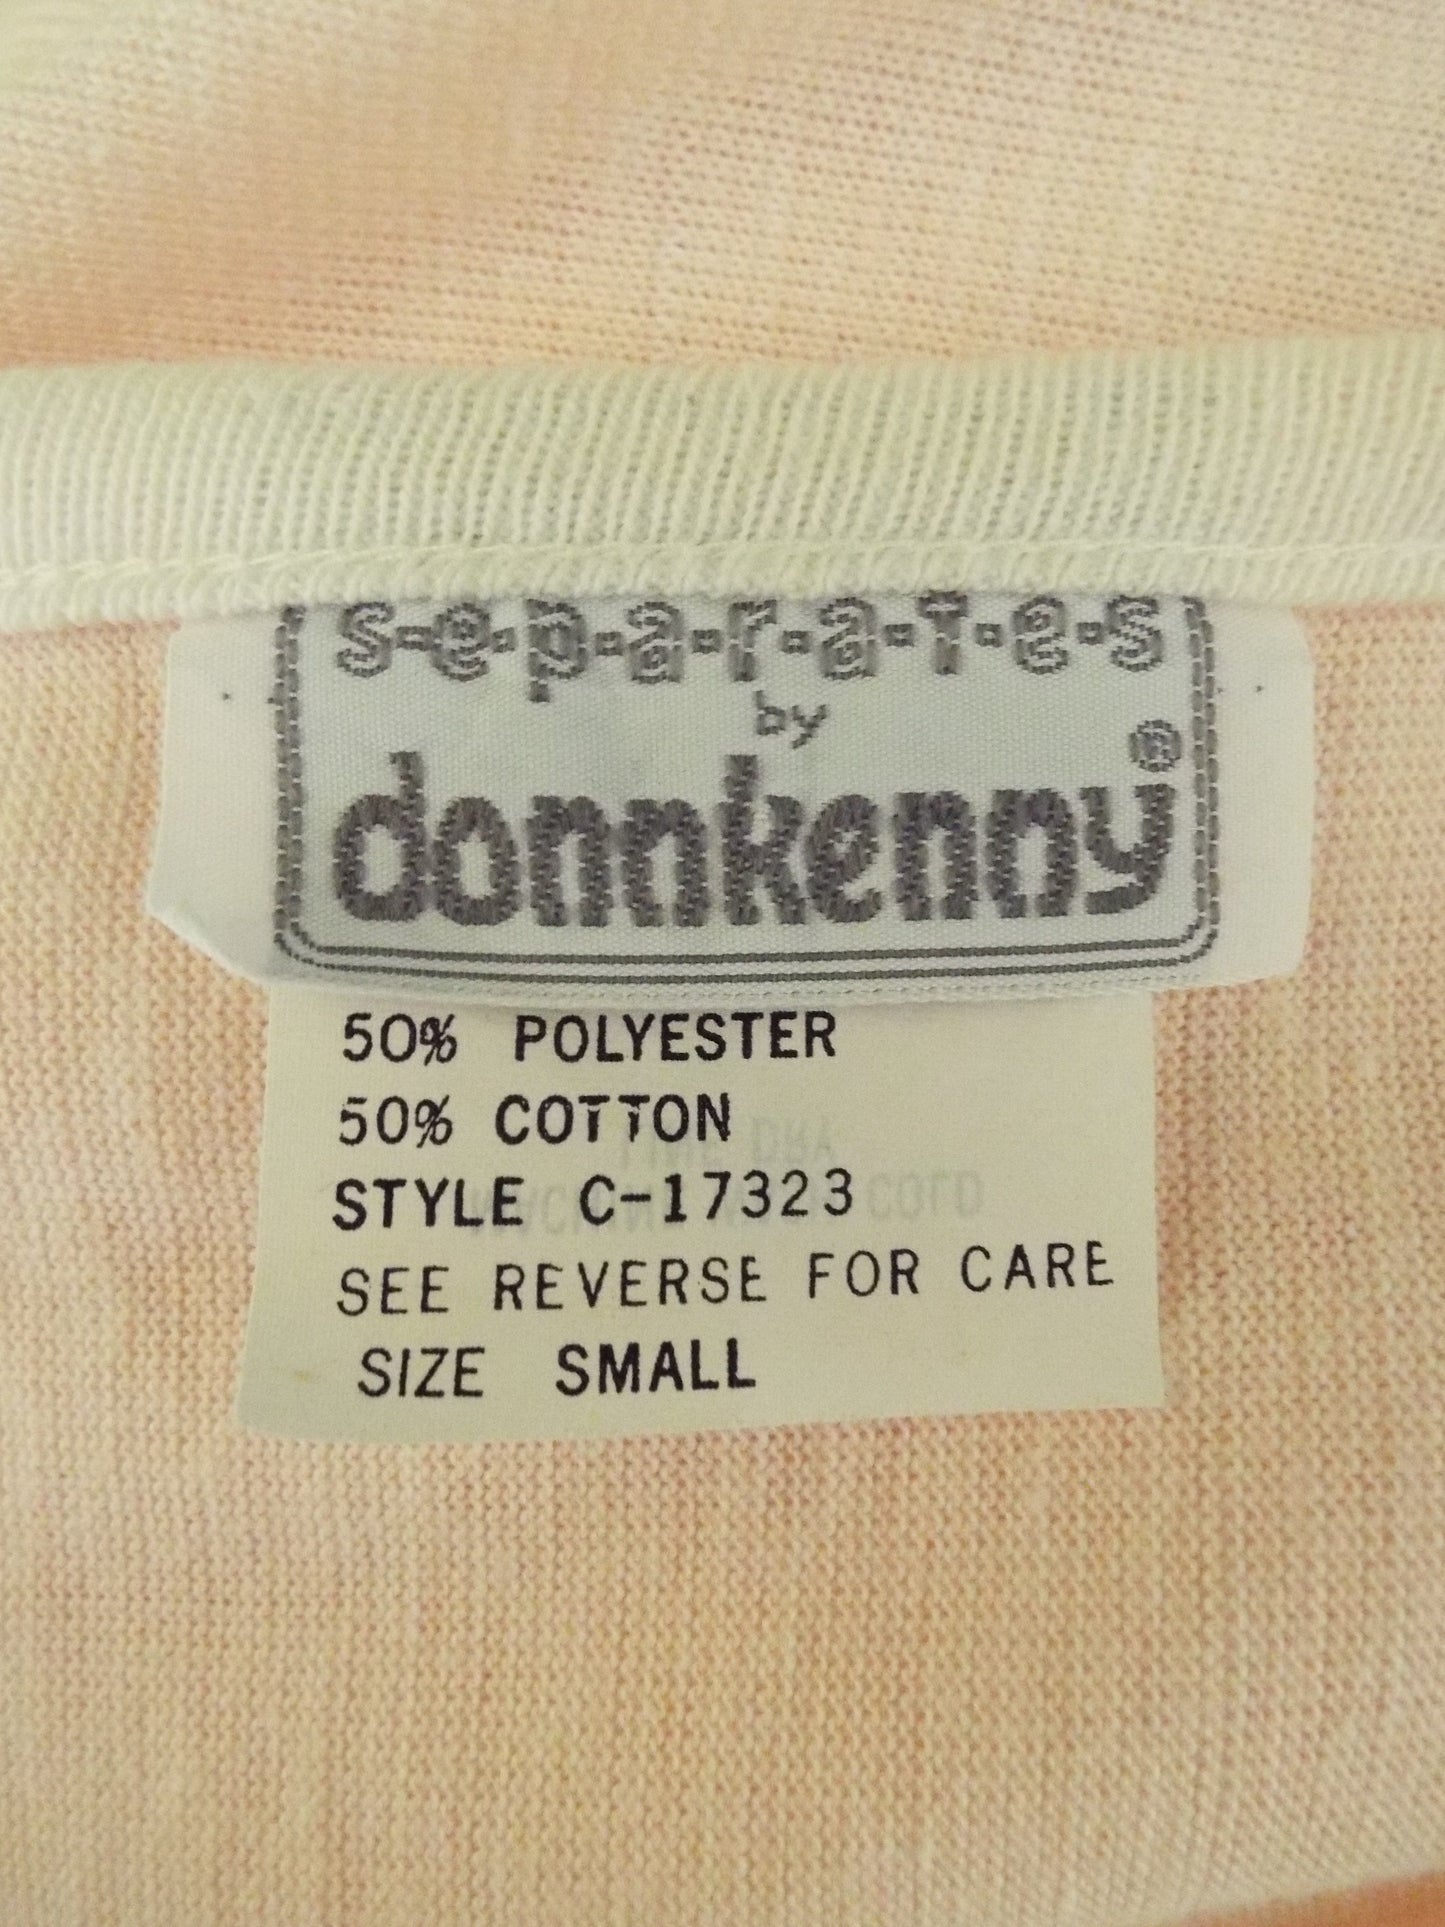 s-e-p-a-r-a-t-e-s
by
donnkenny®
50% POLYESTER
50% COTTON
STYLE C-17323
SEE REVERSE FOR CARE
SIZE SMALL